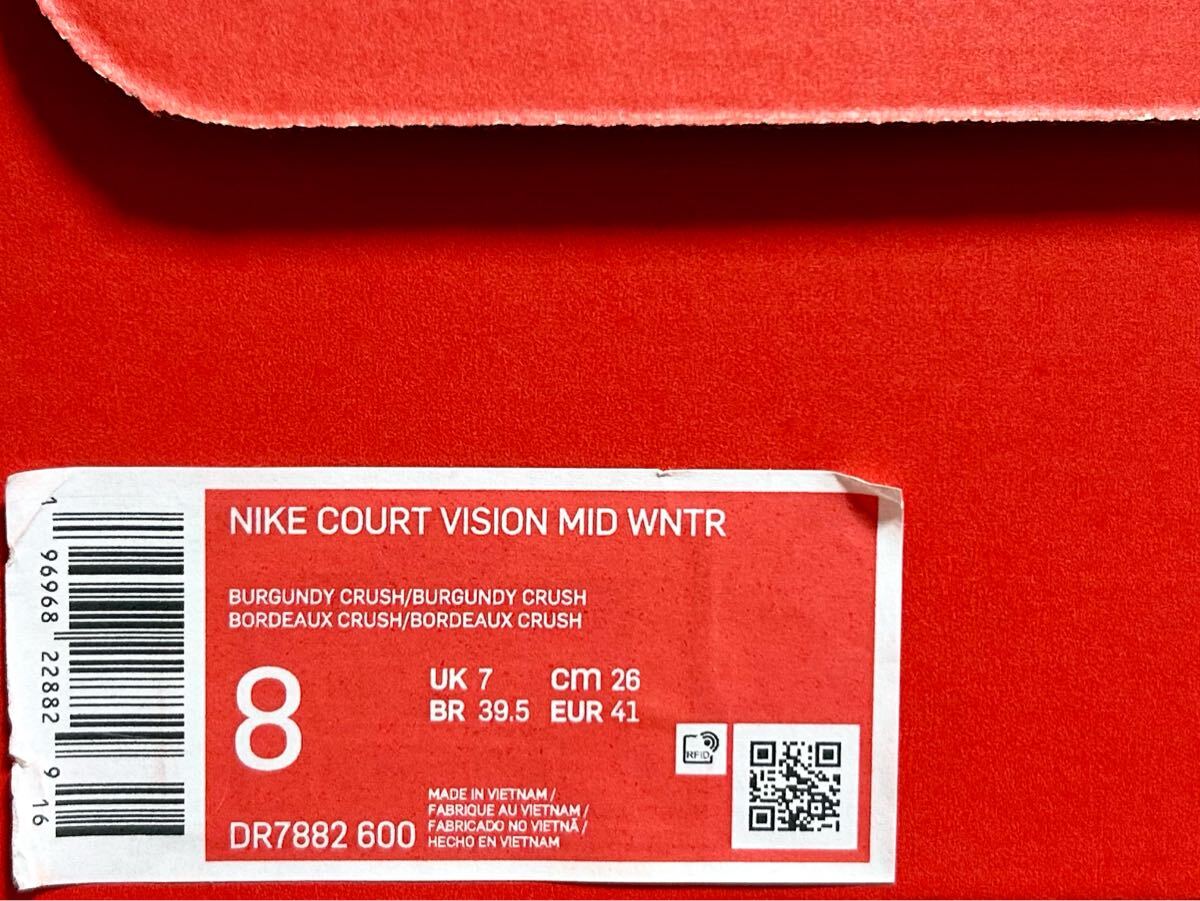 NIKE COURT VISION MID WNTR
BURGUNDY CRUSH/BURGUNDY CRUSH
BORDEAUX CRUSH/BORDEAUX CRUSH
8
UK 7 cm 26
BR 39.5 EUR 41
RFID
DR7882 600
MADE IN VIETNAM /
FABRIQUE AU VIETNAM /
FABRICADO NO VIETNÃ /
HECHO EN VIETNAM
1 96968 22882 9 16